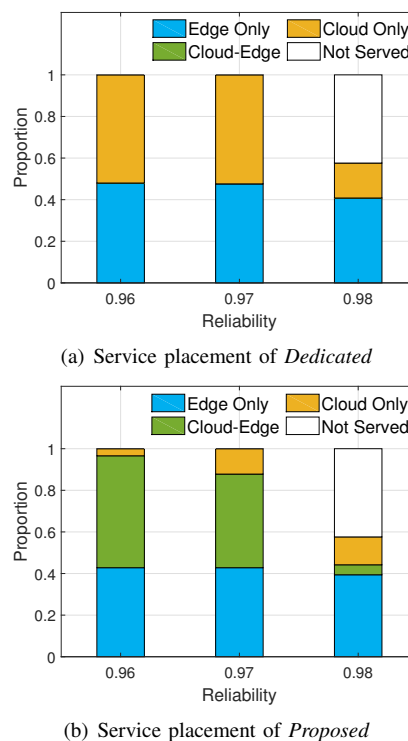 Edge Only Cloud Only
Cloud-Edge Not Served
1
0.8
0.6
0.4
0.2
0
Proportion
0.96 0.97 0.98
Reliability
(a) Service placement of Dedicated
Edge Only Cloud Only
Cloud-Edge Not Served
1
0.8
0.6
0.4
0.2
0
Proportion
0.96 0.97 0.98
Reliability
(b) Service placement of Proposed